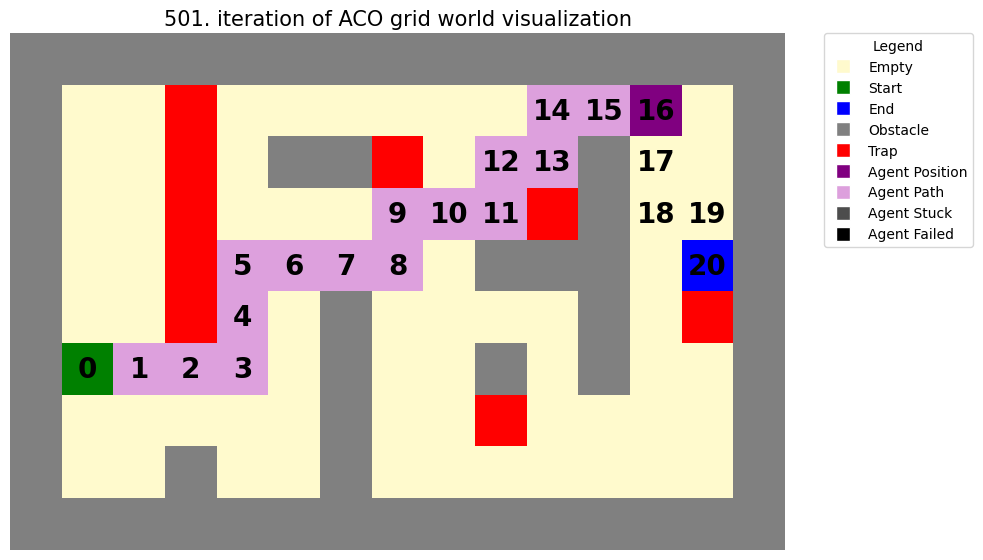 501. iteration of ACO grid world visualization
14 15 16
12 13 17
9 10 11 18 19
5 6 7 8 20
4
0 1 2 3
Legend
Empty
Start
End
Obstacle
Trap
Agent Position
Agent Path
Agent Stuck
Agent Failed